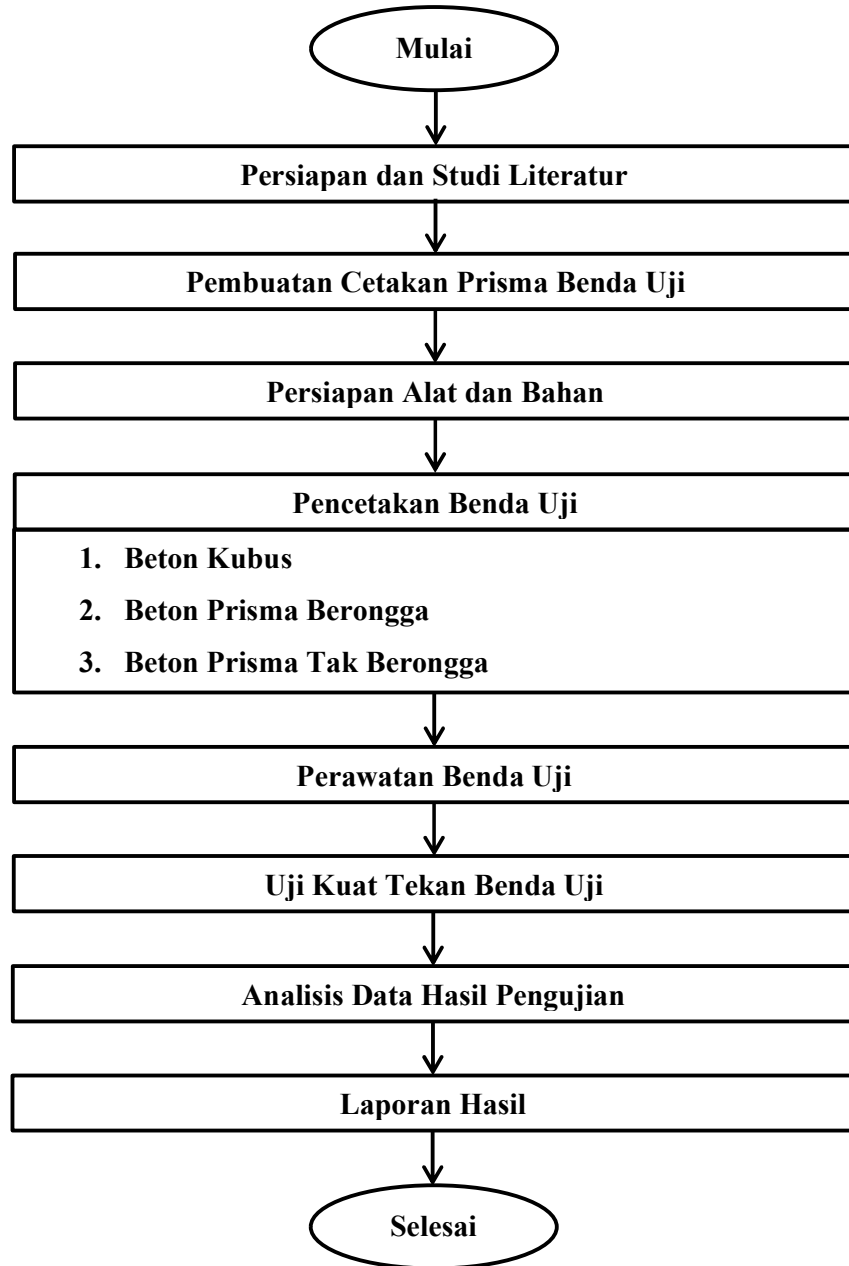 Mulai
Persiapan dan Studi Literatur
Pembuatan Cetakan Prisma Benda Uji
Persiapan Alat dan Bahan
Pencetakan Benda Uji
1. Beton Kubus
2. Beton Prisma Berongga
3. Beton Prisma Tak Berongga
Perawatan Benda Uji
Uji Kuat Tekan Benda Uji
Analisis Data Hasil Pengujian
Laporan Hasil
Selesai